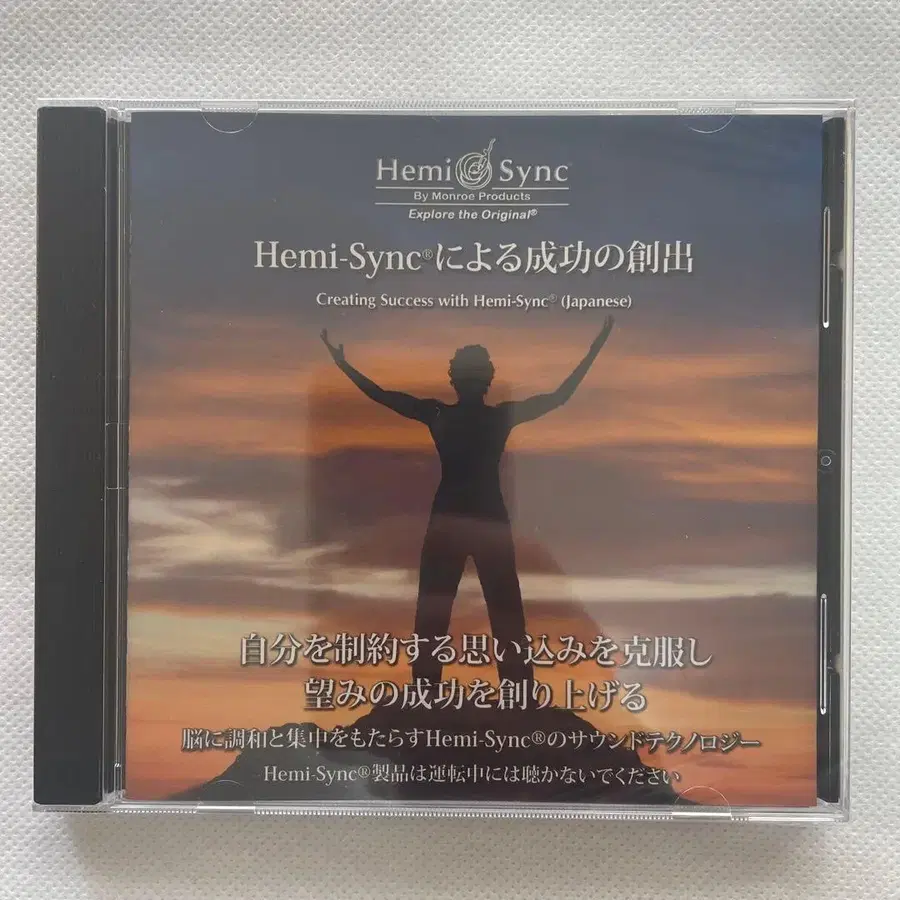 Hemi Sync®
By Monroe Products
Explore the Original®
Hemi-Sync®による成功の創出
Creating Success with Hemi-Sync® (Japanese)
自分を制約する思い込みを克服し
望みの成功を創り上げる
脳に調和と集中をもたらすHemi-Sync®のサウンドテクノロジー
Hemi-Sync®製品は運転中には聴かないでください